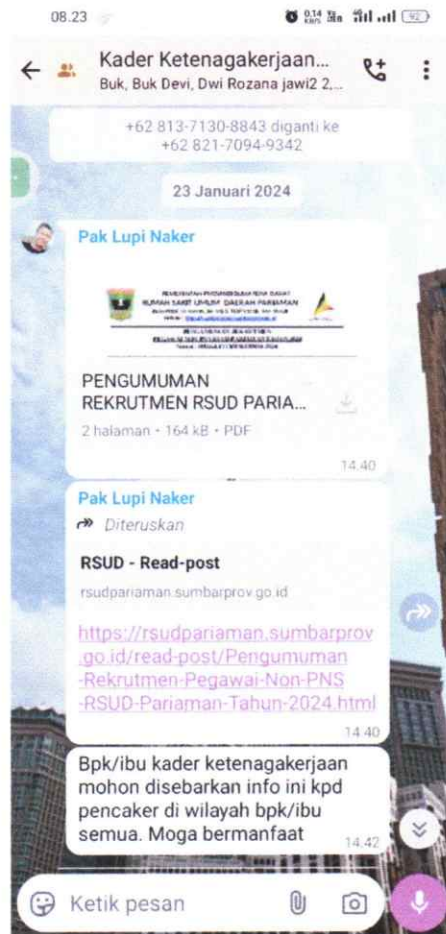 08.23
0,14
KB/S
92
Kader Ketenagakerjaan...
Buk, Buk Devi, Dwi Rozana jawi2 2,...
+62 813-7130-8843 diganti ke
+62 821-7094-9342
23 Januari 2024
Pak Lupi Naker
RUMAH SAKIT UMUM DAERAH PARIAMAN
PENGUMUMAN
REKRUTMEN RSUD PARIA...
2 halaman • 164 kB • PDF
14.40
Pak Lupi Naker
Diteruskan
RSUD - Read-post
rsudpariaman.sumbarprov.go.id
https://rsudpariaman.sumbarprov
.go.id/read-post/Pengumuman
-Rekrutmen-Pegawai-Non-PNS
-RSUD-Pariaman-Tahun-2024.html
14.40
Bpk/ibu kader ketenagakerjaan
mohon disebarkan info ini kpd
pencaker di wilayah bpk/ibu
semua. Moga bermanfaat
14.42
Ketik pesan